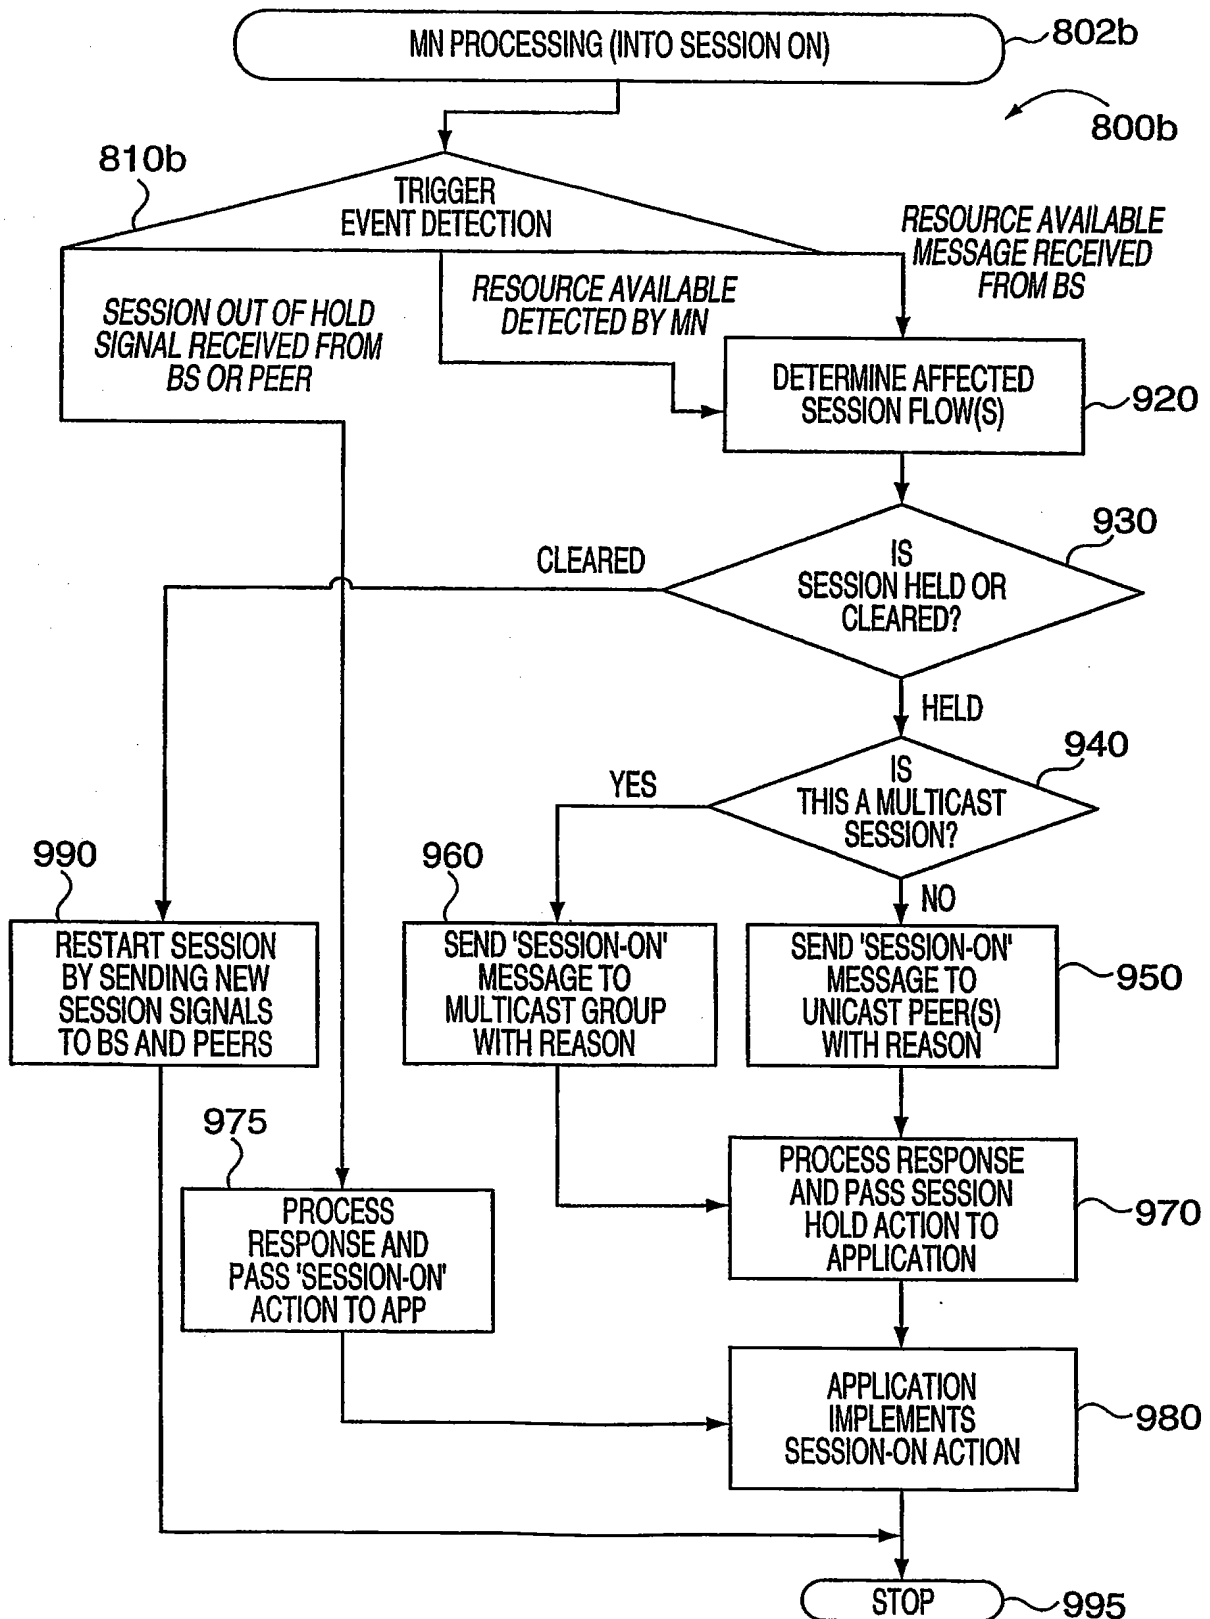 MN PROCESSING (INTO SESSION ON)
802b
800b
810b
TRIGGER
EVENT DETECTION
RESOURCE AVAILABLE
MESSAGE RECEIVED
FROM BS
RESOURCE AVAILABLE
DETECTED BY MN
SESSION OUT OF HOLD
SIGNAL RECEIVED FROM
BS OR PEER
DETERMINE AFFECTED
SESSION FLOW(S)
920
930
IS
SESSION HELD OR
CLEARED?
CLEARED
HELD
940
IS
THIS A MULTICAST
SESSION?
YES
NO
990
RESTART SESSION
BY SENDING NEW
SESSION SIGNALS
TO BS AND PEERS
960
SEND 'SESSION-ON'
MESSAGE TO
MULTICAST GROUP
WITH REASON
SEND 'SESSION-ON'
MESSAGE TO
UNICAST PEER(S)
WITH REASON
950
975
PROCESS
RESPONSE AND
PASS 'SESSION-ON'
ACTION TO APP
PROCESS RESPONSE
AND PASS SESSION
HOLD ACTION TO
APPLICATION
970
APPLICATION
IMPLEMENTS
SESSION-ON ACTION
980
STOP
995